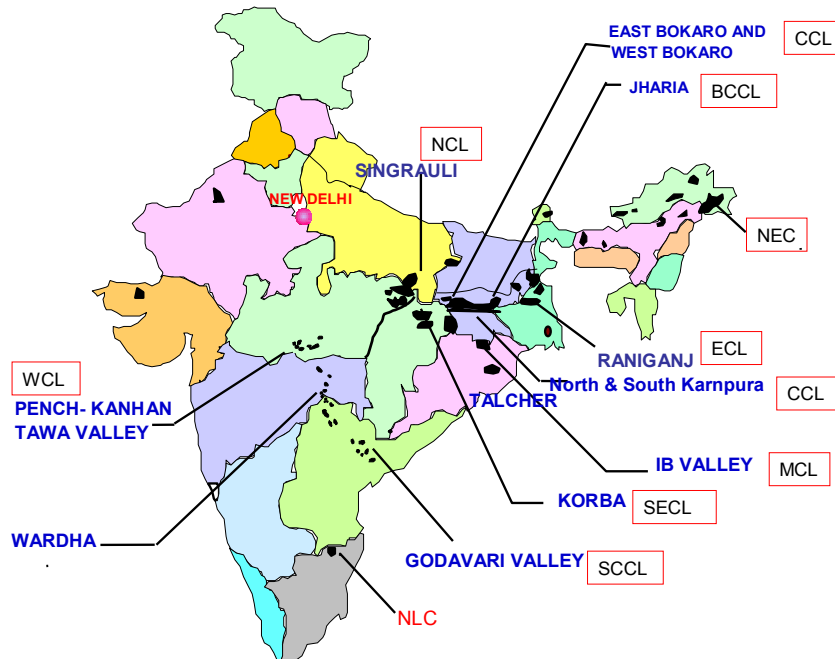 EAST BOKARO AND
WEST BOKARO
CCL
JHARIA
BCCL
NCL
SINGRAULI
NEW DELHI
NEC
.
RANIGANJ
ECL
WCL
North & South Karnpura
CCL
TALCHER
PENCH- KANHAN
TAWA VALLEY
IB VALLEY
MCL
KORBA
SECL
WARDHA
.
GODAVARI VALLEY
SCCL
NLC